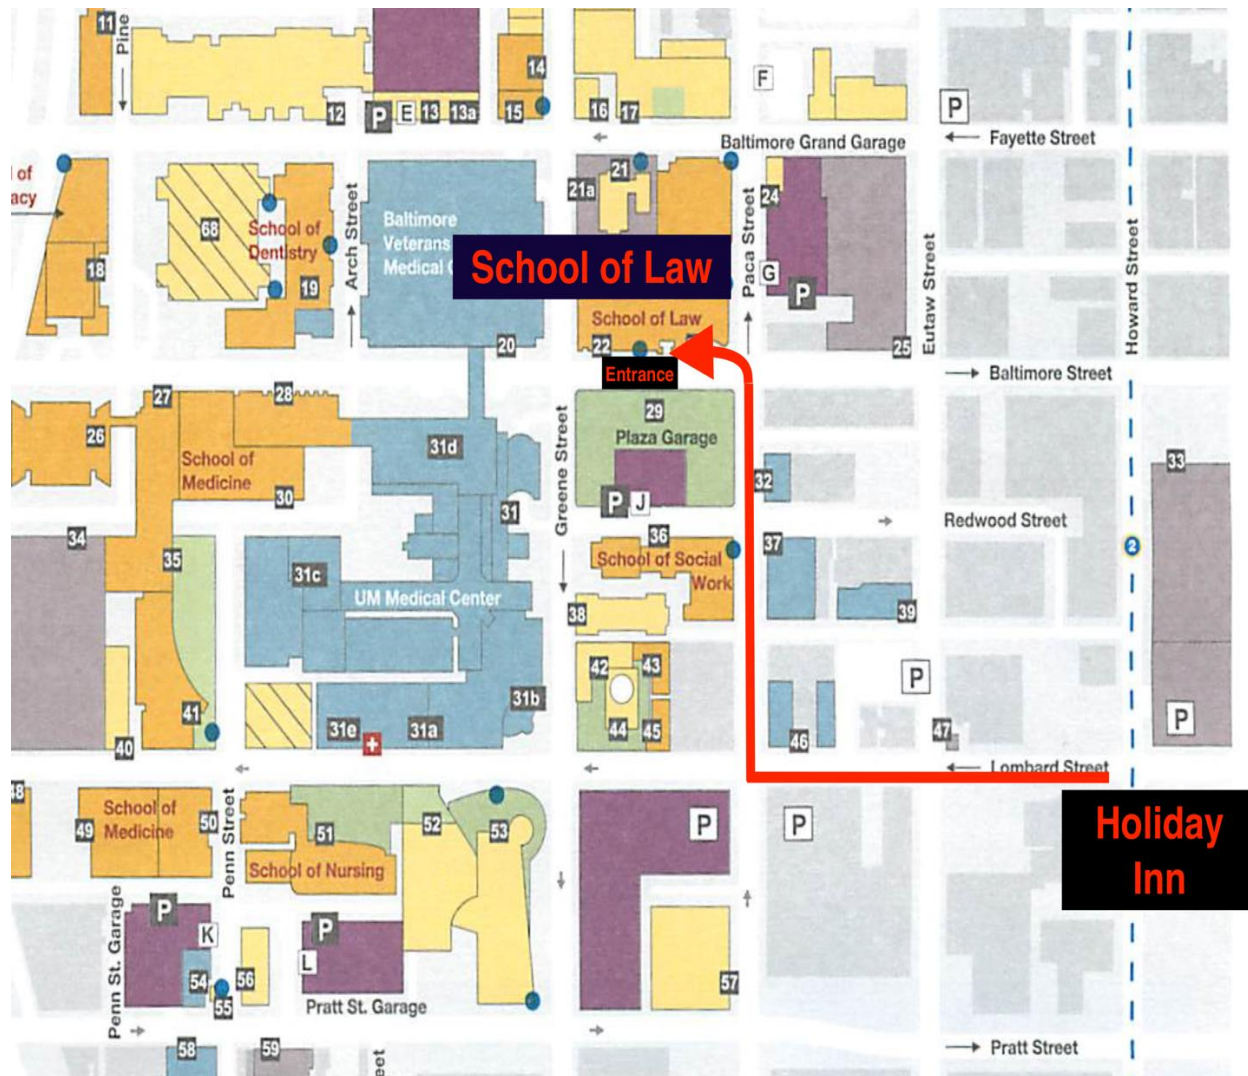 11
Pine
12
P
E
13
13a
14
15
16
17
F
P
Fayette Street
Baltimore Grand Garage
l of
acy
18
68
School of
Dentistry
19
Arch Street
Baltimore
Veterans
Medical C
20
21
21a
School of Law
School of Law
22
Entrance
Paca Street
24
G
P
25
Eutaw Street
Howard Street
Baltimore Street
26
27
28
School of
Medicine
30
31d
31
Greene Street
29
Plaza Garage
P
J
32
33
34
35
31c
UM Medical Center
36
School of Social
Work
37
Redwood Street
2
38
39
40
41
31e
31a
31b
42
43
44
45
46
P
47
P
Lombard Street
48
49
School of
Medicine
50
Penn Street
51
School of Nursing
52
53
P
P
Holiday
Inn
Penn St. Garage
P
K
54
55
56
P
L
Pratt St. Garage
57
58
59
eet
Pratt Street